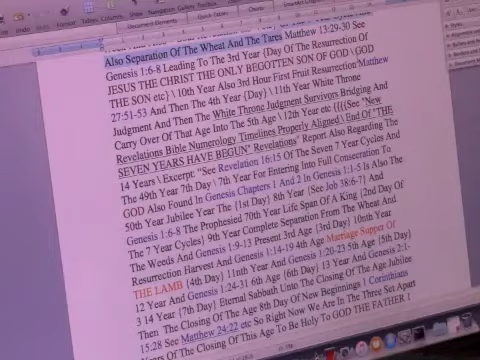 Document Elements Quick Tables Charts SmartArt Graphics
Also Separation Of The Wheat And The Tares Matthew 13:29-30 See
Genesis 1:6-8 Leading To The 3rd Year {Day Of The Resurrection Of
JESUS THE CHRIST THE ONLY BEGOTTEN SON OF GOD \ GOD
THE SON etc} \ 10th Year Also 3rd Hour First Fruit Resurrection Matthew
27:51-53 And Then The 4th Year {Day} \ 11th Year White Throne
Judgment And Then The White Throne Judgment Survivors Bridging And
Carry Over Of That Age Into The 5th Age \ 12th Year etc ((((See "New
Revelations Bible Numerology Timelines Properly Aligned \ End Of "THE
SEVEN YEARS HAVE BEGUN" Revelations" Report Also Regarding The
14 Years \ Excerpt: "See Revelation 16:15 Of The Seven 7 Year Cycles And
The 49th Year 7th Day \ 7th Year For Entering Into Full Consecration To
GOD Also Found In Genesis Chapters 1 And 2 In Genesis 1:1-5 Is Also The
50th Year Jubilee Year The {1st Day} 8th Year {See Job 38:6-7} And
Genesis 1:6-8 The Prophesied 70th Year Life Span Of A King {2nd Day Of
The 7 Year Cycles} 9th Year Complete Separation From The Wheat And
The Weeds And Genesis 1:9-13 Present 3rd Age {3rd Day} 10th Year
Resurrection Harvest And Genesis 1:14-19 4th Age Marriage Supper Of
THE LAMB {4th Day} 11nth Year And Genesis 1:20-23 5th Age {5th Day}
12 Year And Genesis 1:24-31 6th Age {6th Day} 13 Year And Genesis 2:1-
3 14 Year {7th Day} Eternal Sabbath Unto The Closing Of The Age Jubilee
Then The Closing Of The Age 8th Day Of New Beginnings 1 Corinthians
15:28 See Matthew 24:22 etc So Right Now We Are In The Three Set Apart
Years Of The Closing Of This Age To Be Holy To GOD THE FATHER 1